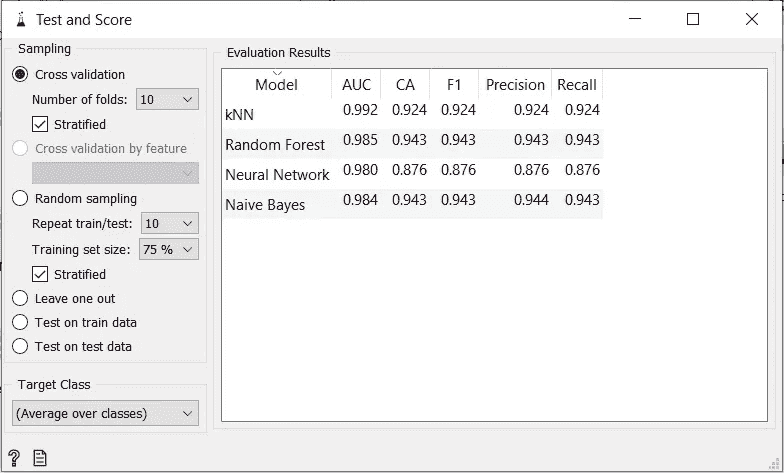 Test and Score
Sampling
Cross validation
Number of folds: 10
Stratified
Cross validation by feature
Random sampling
Repeat train/test: 10
Training set size: 75 %
Stratified
Leave one out
Test on train data
Test on test data
Target Class
(Average over classes)
Evaluation Results
Model AUC CA F1 Precision Recall
kNN 0.992 0.924 0.924 0.924 0.924
Random Forest 0.985 0.943 0.943 0.943 0.943
Neural Network 0.980 0.876 0.876 0.876 0.876
Naive Bayes 0.984 0.943 0.943 0.944 0.943
?